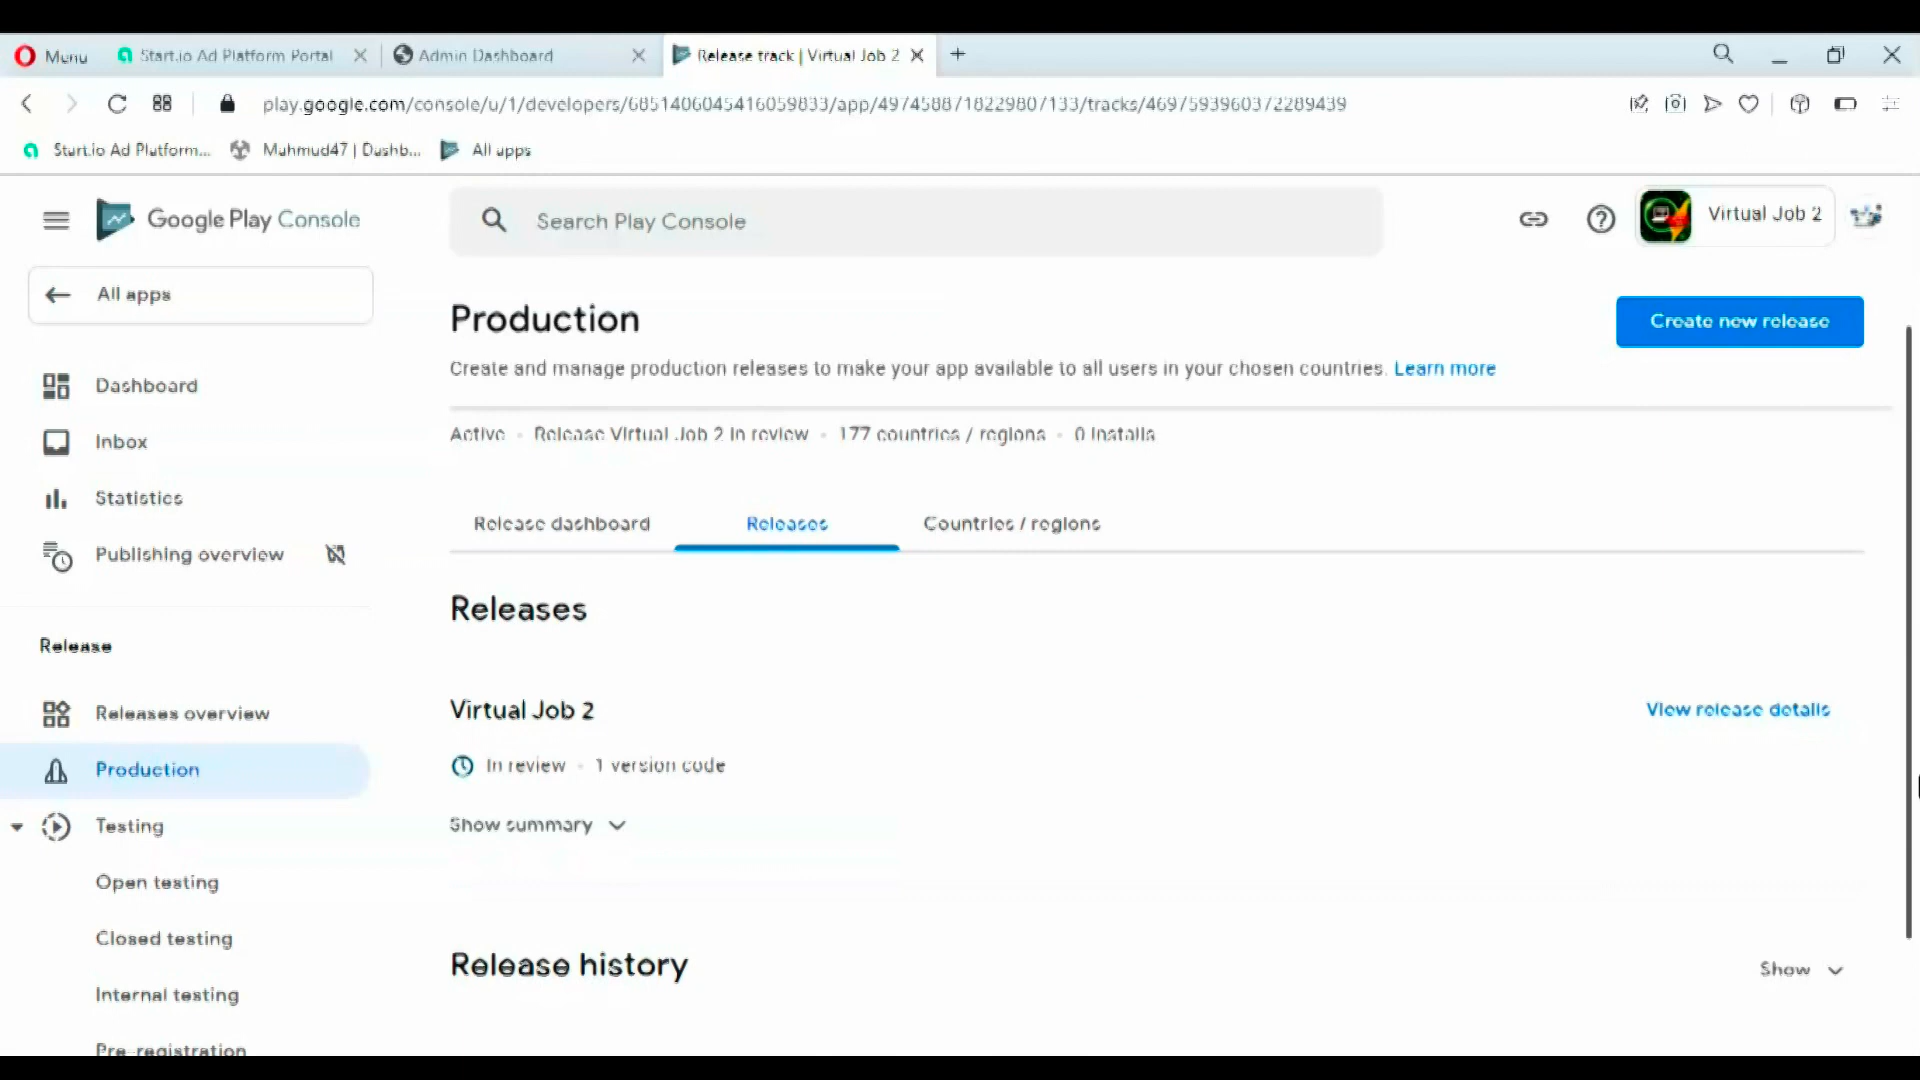 Menu
Start.io Ad Platform Portal
Admin Dashboard
Release track | Virtual Job 2
play.google.com/console/u/1/developers/6851406045416059833/app/4974588718229807133/tracks/4697593960372289439
Start.io Ad Platform...
Mahmud47 | Dashb...
All apps
Google Play Console
Search Play Console
Virtual Job 2
All apps
Dashboard
Inbox
Statistics
Publishing overview
Release
Releases overview
Production
Testing
Open testing
Closed testing
Internal testing
Pre-registration
Production
Create new release
Create and manage production releases to make your app available to all users in your chosen countries. Learn more
Active • Release Virtual Job 2 in review • 177 countries / regions • 0 installs
Release dashboard
Releases
Countries / regions
Releases
Virtual Job 2
View release details
In review • 1 version code
Show summary
Release history
Show